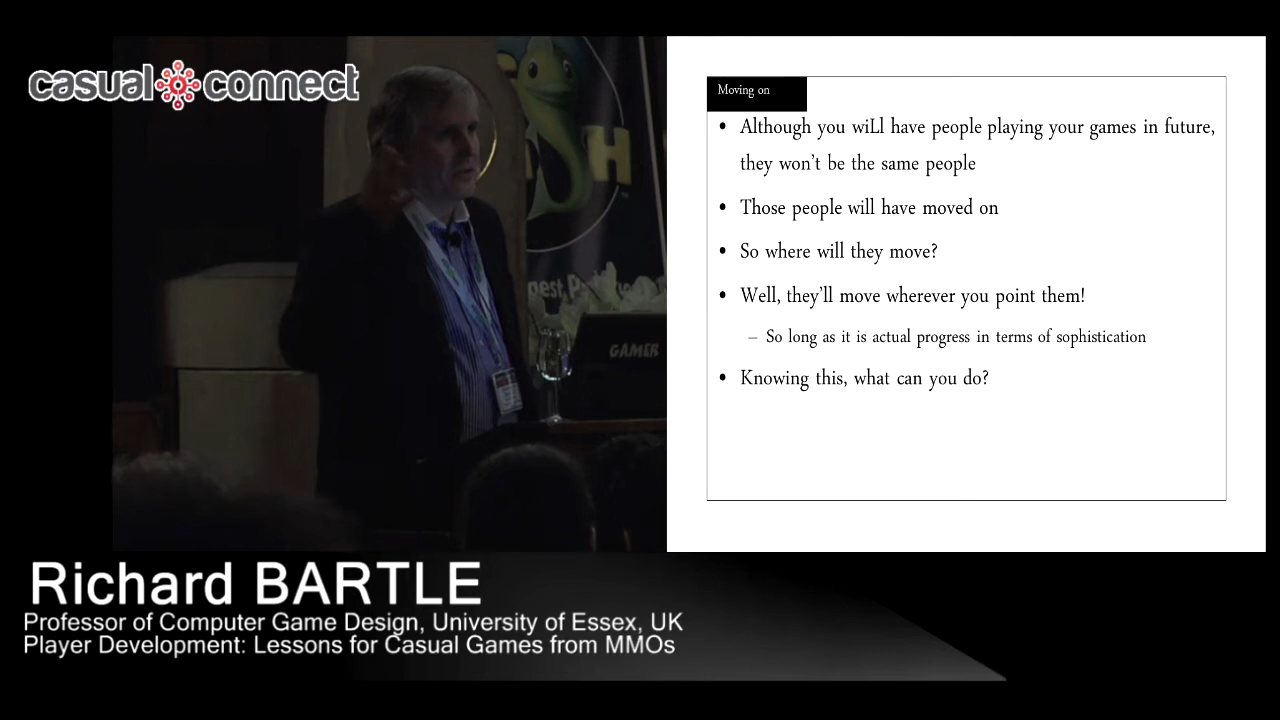 casual connect
H
GAMER
Moving on
• Although you wiLl have people playing your games in future,
they won't be the same people
• Those people will have moved on
• So where will they move?
• Well, they'll move wherever you point them!
– So long as it is actual progress in terms of sophistication
• Knowing this, what can you do?
Richard BARTLE
Professor of Computer Game Design, University of Essex, UK
Player Development: Lessons for Casual Games from MMOs